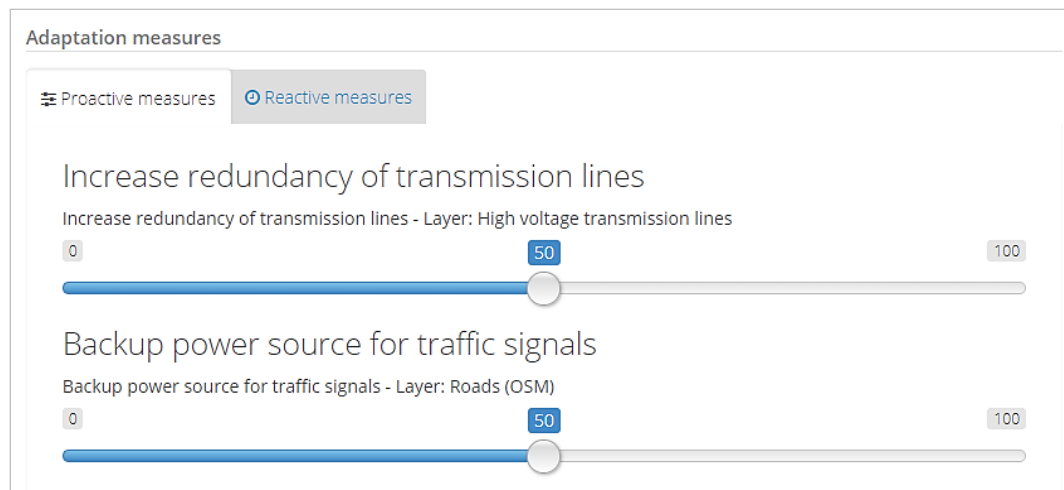 Adaptation measures
Proactive measures Reactive measures
Increase redundancy of transmission lines
Increase redundancy of transmission lines - Layer: High voltage transmission lines
0 50 100
Backup power source for traffic signals
Backup power source for traffic signals - Layer: Roads (OSM)
0 50 100